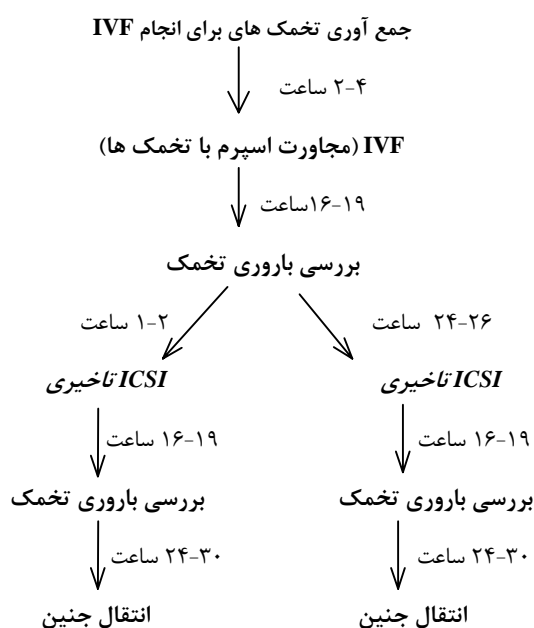 جمع آوری تخمک های برای انجام IVF
۲-۴ ساعت
IVF (مجاورت اسپرم با تخمک ها)
۱۶-۱۹ساعت
بررسی باروری تخمک
۲۴-۲۶ ساعت
۱-۲ ساعت
ICSI تاخیری
ICSI تاخیری
۱۶-۱۹ ساعت
۱۶-۱۹ ساعت
بررسی باروری تخمک
بررسی باروری تخمک
۲۴-۳۰ ساعت
۲۴-۳۰ ساعت
انتقال جنین
انتقال جنین